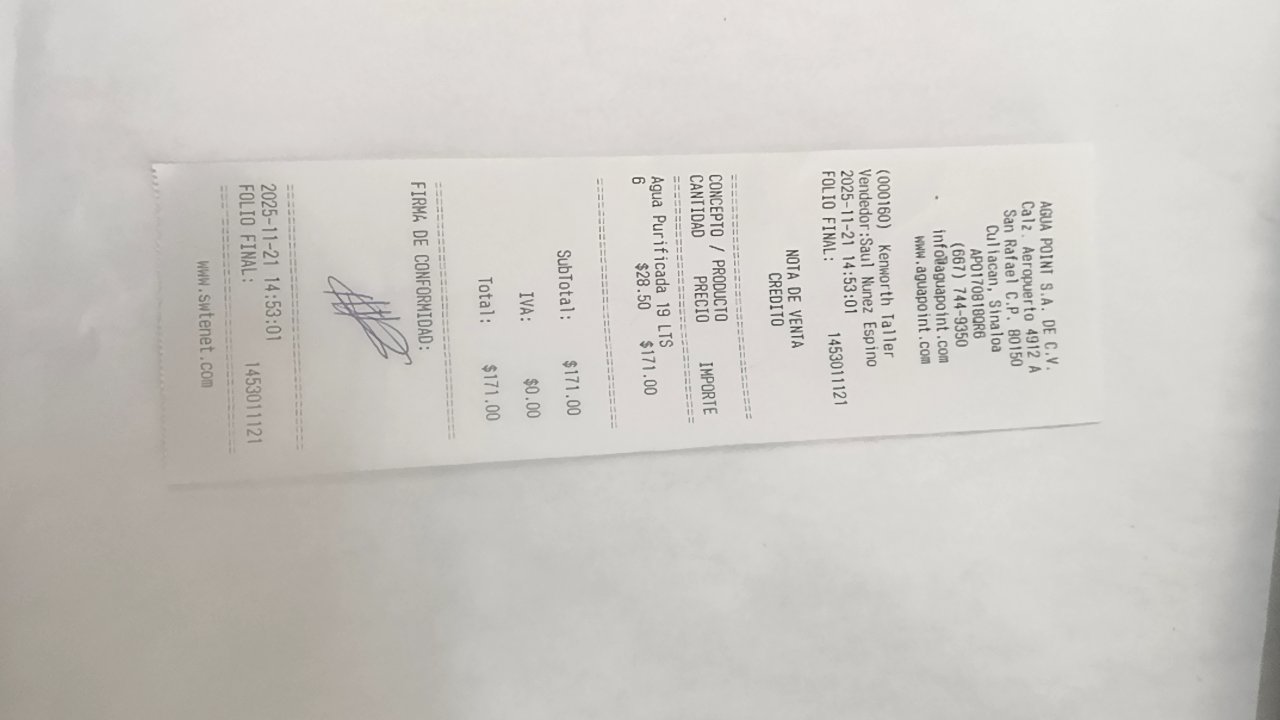 AGUA POINT S.A. DE C.V.
Calz. Aeropuerto 4912 A
San Rafael C.P. 80150
Culiacan, Sinaloa
APO170818QR6
(667) 744-9350
info@aguapoint.com
www.aguapoint.com
(000160) Kenworth Taller
Vendedor:Saul Nunez Espino
2025-11-21 14:53:01
FOLIO FINAL: 1453011121
NOTA DE VENTA
CREDITO
CONCEPTO / PRODUCTO
CANTIDAD PRECIO IMPORTE
Agua Purificada 19 LTS
6 $28.50 $171.00
SubTotal: $171.00
IVA: $0.00
Total: $171.00
FIRMA DE CONFORMIDAD:
2025-11-21 14:53:01
FOLIO FINAL: 1453011121
www.swtenet.com